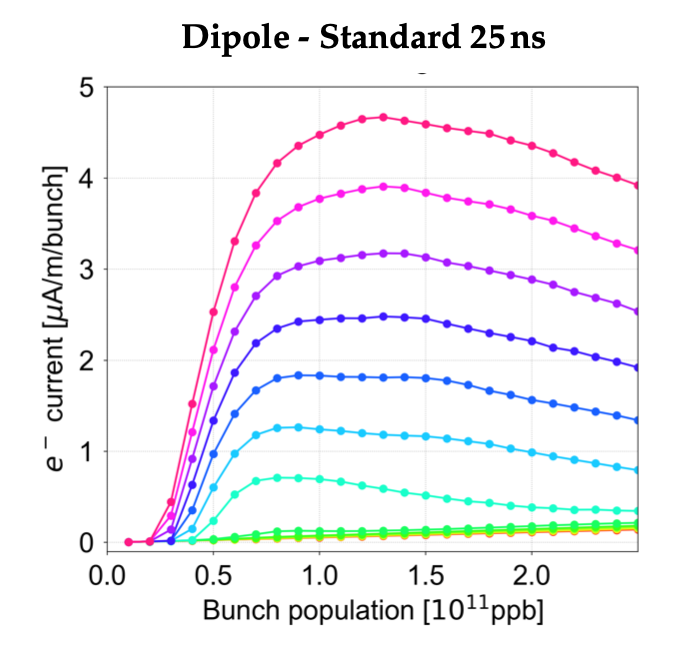 Dipole - Standard 25 ns
5
4
3
2
1
0
e⁻ current [μA/m/bunch]
0.0 0.5 1.0 1.5 2.0
Bunch population [10¹¹ppb]